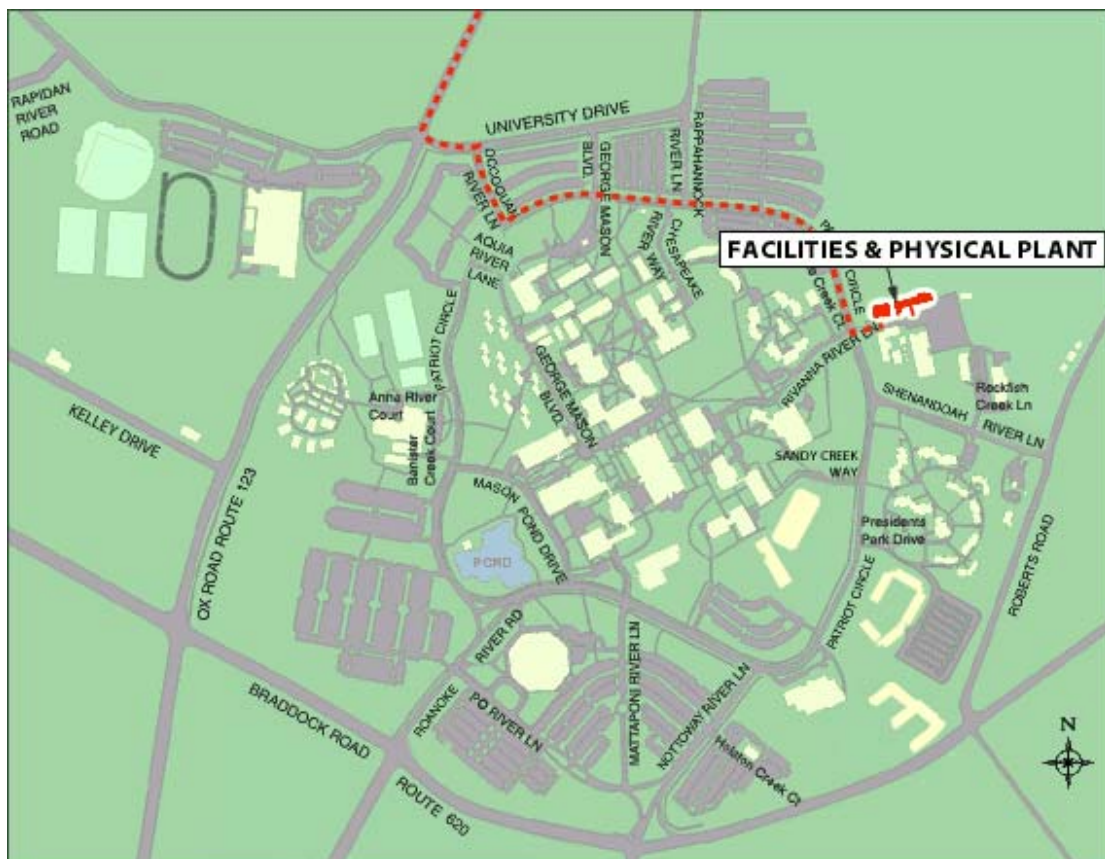 RAPIDAN
RIVER
ROAD
UNIVERSITY DRIVE
OCCOQUAN
RIVER LN
GEORGE MASON
BLVD.
RAPPAHANNOCK
RIVER LN
AQUIA
RIVER
LANE
CHESAPEAKE
RIVER WAY
FACILITIES & PHYSICAL PLANT
CIRCLE
Creek Ct
RIVANNA RIVER LN
PATRIOT CIRCLE
GEORGE MASON
BLVD.
Anna River
Court
Banister
Creek Court
KELLEY DRIVE
OX ROAD ROUTE 123
Rockfish
Creek Ln
SHENANDOAH
RIVER LN
SANDY CREEK
WAY
MASON POND DRIVE
POND
Presidents
Park Drive
PATRIOT CIRCLE
ROBERTS ROAD
ROANOKE
RIVER RD
PO RIVER LN
MATTAPONI RIVER LN
NOTTOWAY RIVER LN
Holston Creek Ct
BRADDOCK ROAD
ROUTE 620
N